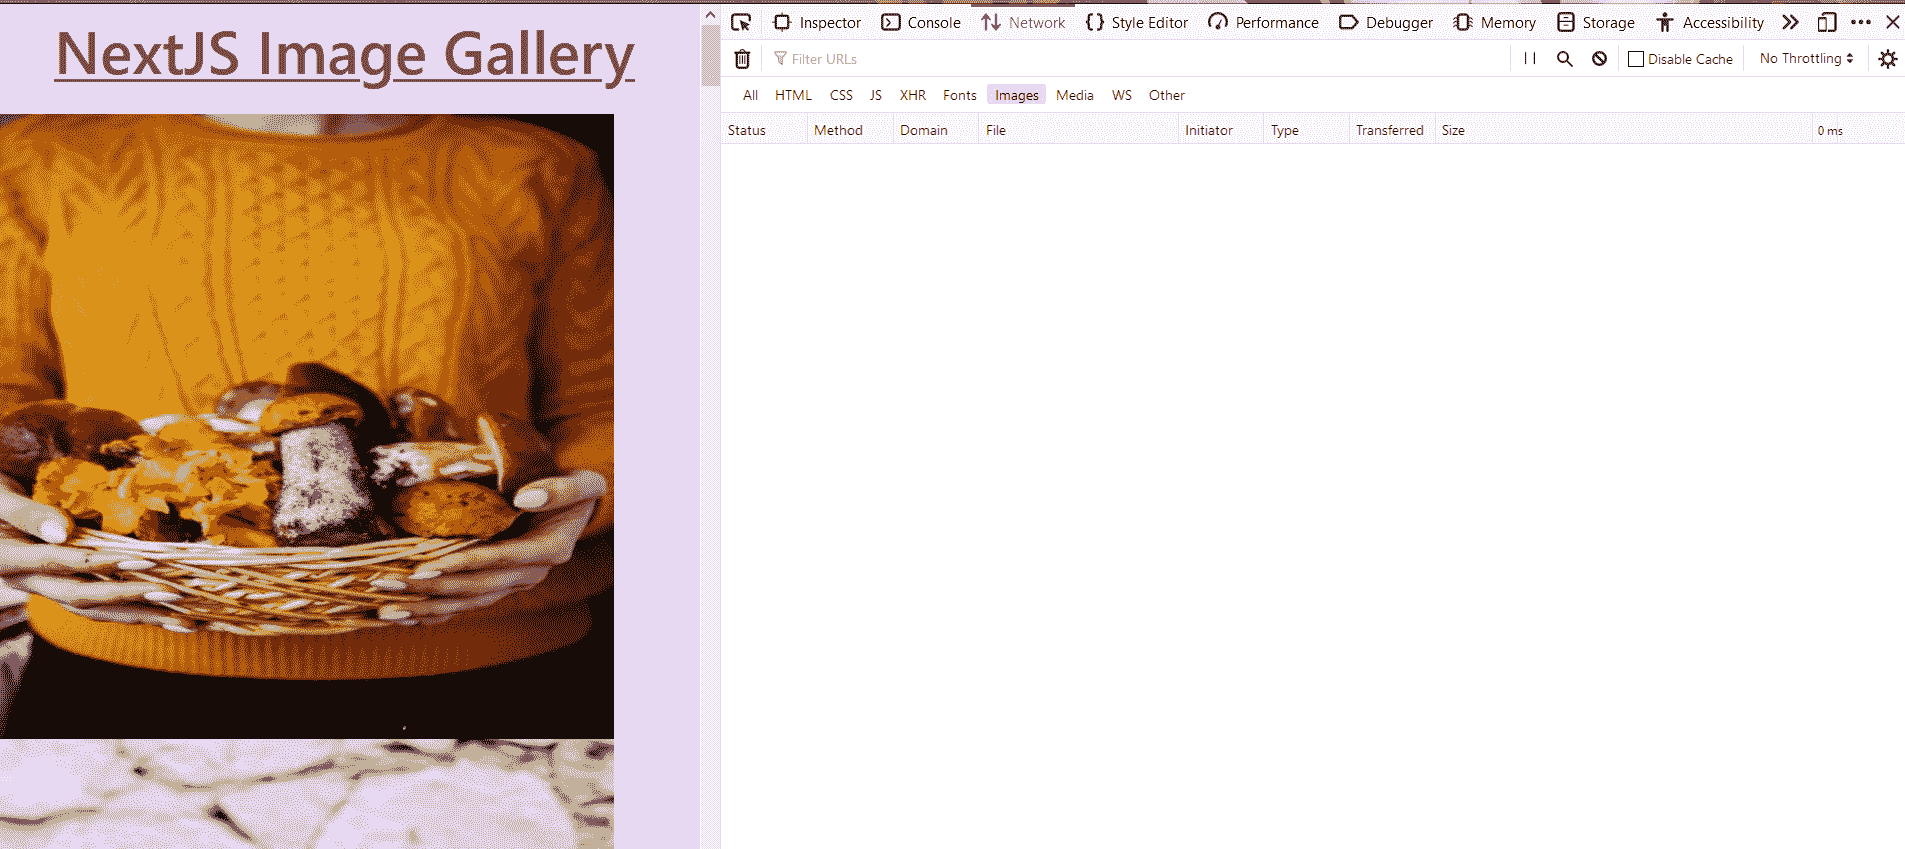 NextJS Image Gallery
Inspector Console Network Style Editor Performance Debugger Memory Storage Accessibility
Filter URLs Disable Cache No Throttling
All HTML CSS JS XHR Fonts Images Media WS Other
Status Method Domain File Initiator Type Transferred Size 0 ms